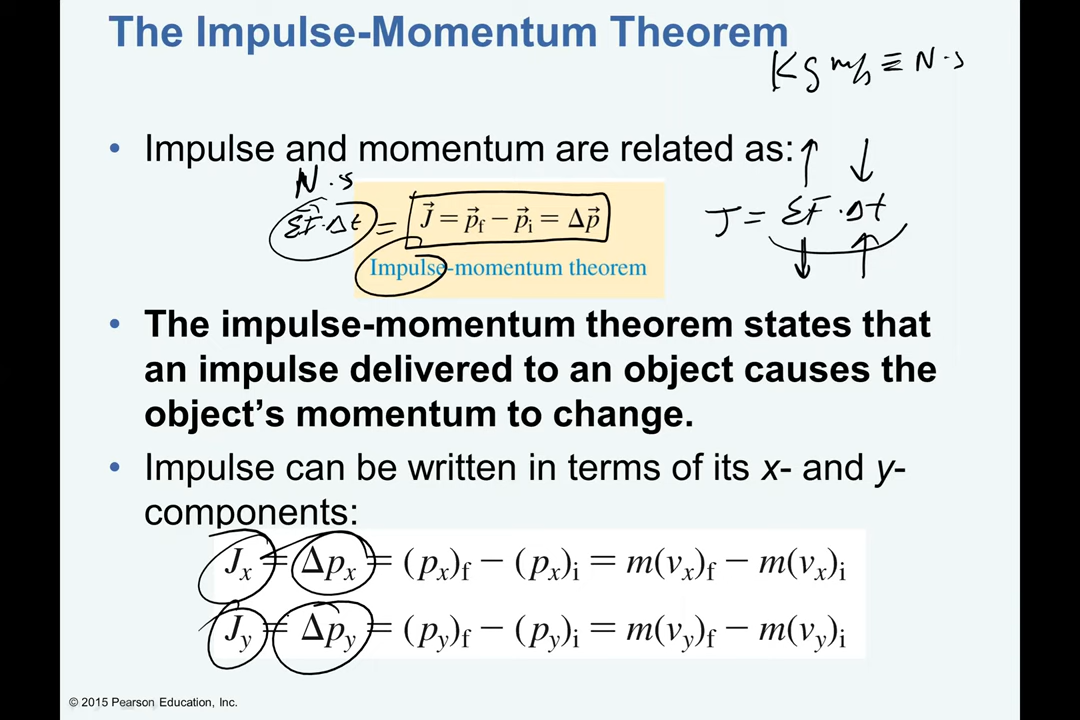 The Impulse-Momentum Theorem
Kg m/s ≡ N·s
• Impulse and momentum are related as:
↑ ↓
N·s
ΣF·Δt = J⃗ = p⃗f − p⃗i = Δp⃗
J = ΣF·Δt
↓ ↑
Impulse-momentum theorem
• The impulse-momentum theorem states that
an impulse delivered to an object causes the
object’s momentum to change.
• Impulse can be written in terms of its x- and y-
components:
Jx = Δpx = (px)f − (px)i = m(vx)f − m(vx)i
Jy = Δpy = (py)f − (py)i = m(vy)f − m(vy)i
© 2015 Pearson Education, Inc.